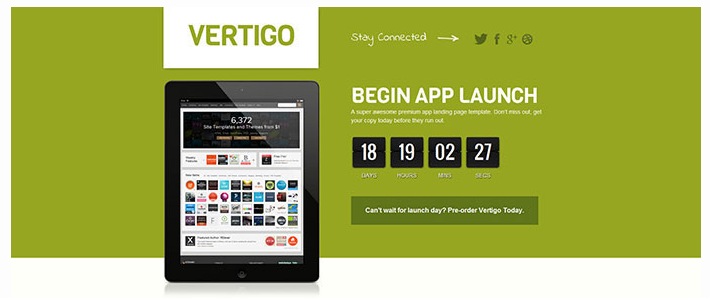 VERTIGO
Stay Connected
BEGIN APP LAUNCH
A super awesome premium app landing page template. Don't miss out, get
your copy today before they run out.
18 19 02 27
DAYS HOURS MINS SECS
Can't wait for launch day? Pre-order Vertigo Today.
6,372
Site Templates and Themes from $1